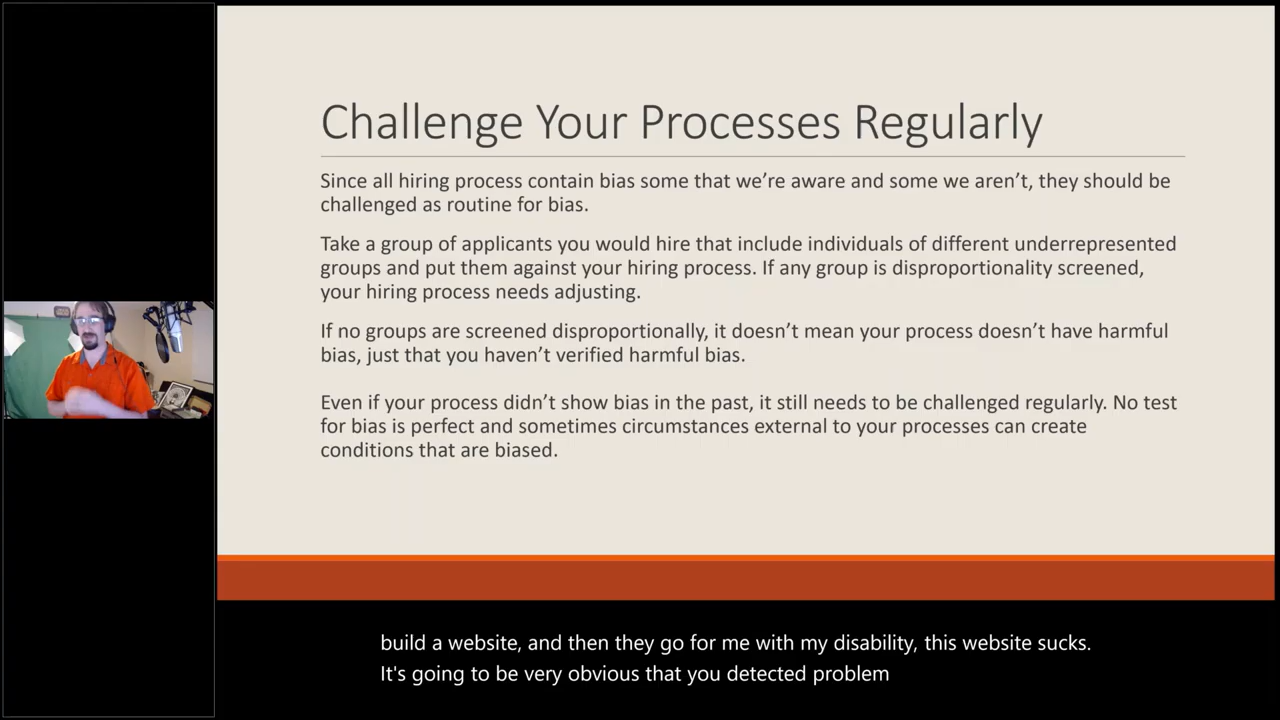 Challenge Your Processes Regularly
Since all hiring process contain bias some that we’re aware and some we aren’t, they should be
challenged as routine for bias.
Take a group of applicants you would hire that include individuals of different underrepresented
groups and put them against your hiring process. If any group is disproportionality screened,
your hiring process needs adjusting.
If no groups are screened disproportionally, it doesn’t mean your process doesn’t have harmful
bias, just that you haven’t verified harmful bias.
Even if your process didn’t show bias in the past, it still needs to be challenged regularly. No test
for bias is perfect and sometimes circumstances external to your processes can create
conditions that are biased.
build a website, and then they go for me with my disability, this website sucks.
It's going to be very obvious that you detected problem